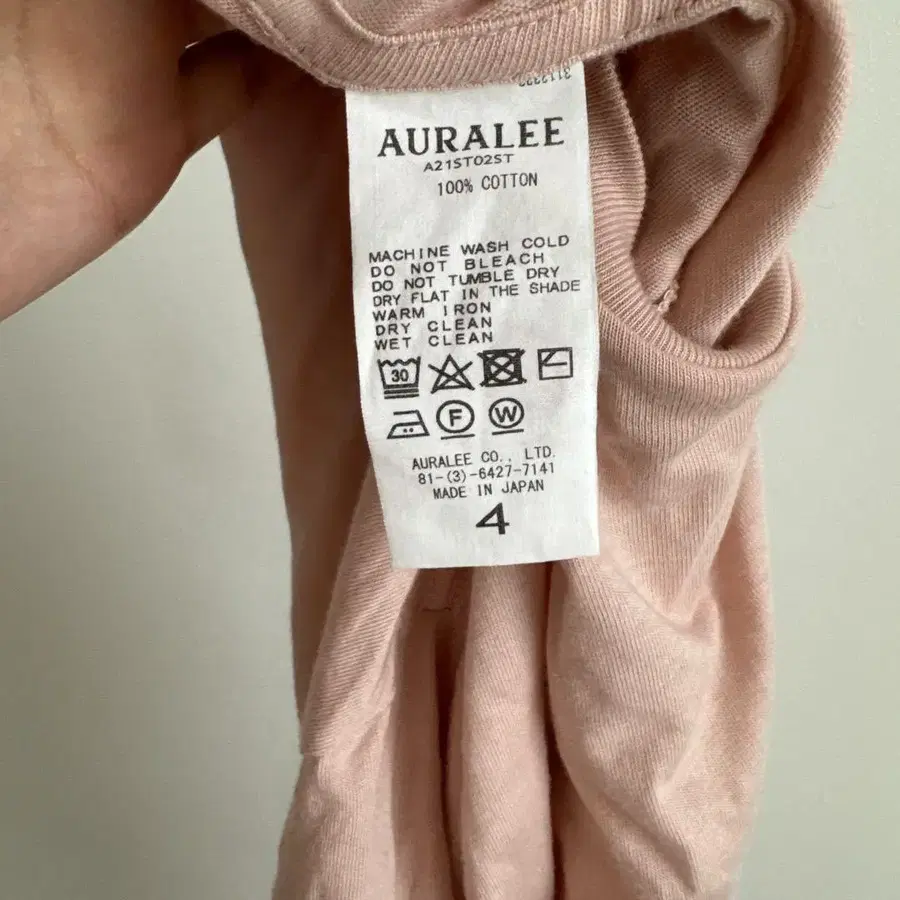 AURALEE
A21ST02ST
100% COTTON
MACHINE WASH COLD
DO NOT BLEACH
DO NOT TUMBLE DRY
DRY FLAT IN THE SHADE
WARM IRON
DRY CLEAN
WET CLEAN
30
F W
AURALEE CO., LTD.
81-(3)-6427-7141
MADE IN JAPAN
4